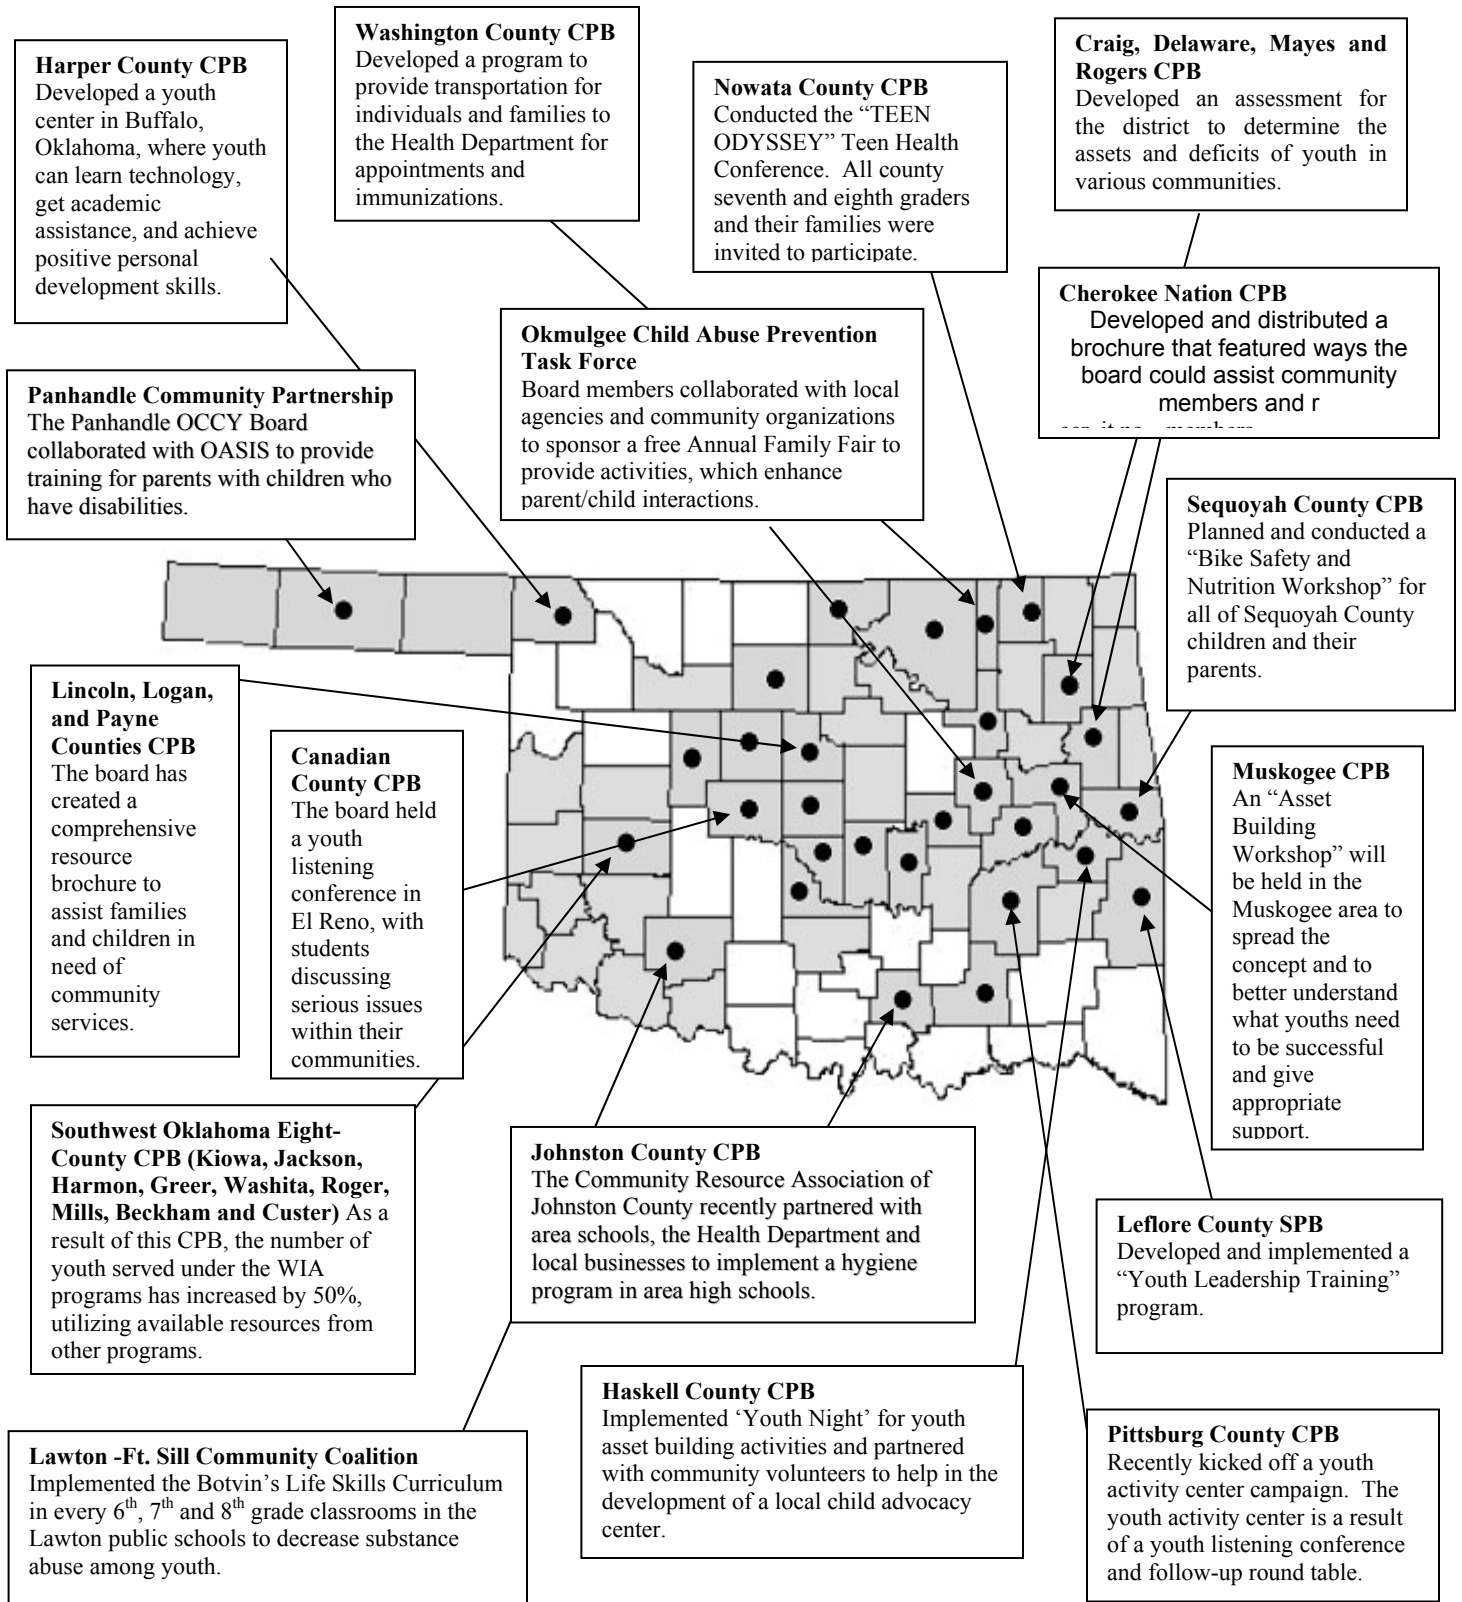 Washington County CPB
Developed a program to
provide transportation for
individuals and families to
the Health Department for
appointments and
immunizations.
Harper County CPB
Developed a youth
center in Buffalo,
Oklahoma, where youth
can learn technology,
get academic
assistance, and achieve
positive personal
development skills.
Nowata County CPB
Conducted the “TEEN
ODYSSEY” Teen Health
Conference. All county
seventh and eighth graders
and their families were
invited to participate.
Craig, Delaware, Mayes and
Rogers CPB
Developed an assessment for
the district to determine the
assets and deficits of youth in
various communities.
Cherokee Nation CPB
Developed and distributed a
brochure that featured ways the
board could assist community
members and r
Okmulgee Child Abuse Prevention
Task Force
Board members collaborated with local
agencies and community organizations
to sponsor a free Annual Family Fair to
provide activities, which enhance
parent/child interactions.
Panhandle Community Partnership
The Panhandle OCCY Board
collaborated with OASIS to provide
training for parents with children who
have disabilities.
Sequoyah County CPB
Planned and conducted a
“Bike Safety and
Nutrition Workshop” for
all of Sequoyah County
children and their
parents.
Lincoln, Logan,
and Payne
Counties CPB
The board has
created a
comprehensive
resource
brochure to
assist families
and children in
need of
community
services.
Canadian
County CPB
The board held
a youth
listening
conference in
El Reno, with
students
discussing
serious issues
within their
communities.
Muskogee CPB
An “Asset
Building
Workshop” will
be held in the
Muskogee area to
spread the
concept and to
better understand
what youths need
to be successful
and give
appropriate
support.
Southwest Oklahoma Eight-
County CPB (Kiowa, Jackson,
Harmon, Greer, Washita, Roger,
Mills, Beckham and Custer) As a
result of this CPB, the number of
youth served under the WIA
programs has increased by 50%,
utilizing available resources from
other programs.
Johnston County CPB
The Community Resource Association of
Johnston County recently partnered with
area schools, the Health Department and
local businesses to implement a hygiene
program in area high schools.
Leflore County SPB
Developed and implemented a
“Youth Leadership Training”
program.
Haskell County CPB
Implemented ‘Youth Night’ for youth
asset building activities and partnered
with community volunteers to help in the
development of a local child advocacy
center.
Pittsburg County CPB
Recently kicked off a youth
activity center campaign. The
youth activity center is a result
of a youth listening conference
and follow-up round table.
Lawton -Ft. Sill Community Coalition
Implemented the Botvin’s Life Skills Curriculum
in every 6th, 7th and 8th grade classrooms in the
Lawton public schools to decrease substance
abuse among youth.